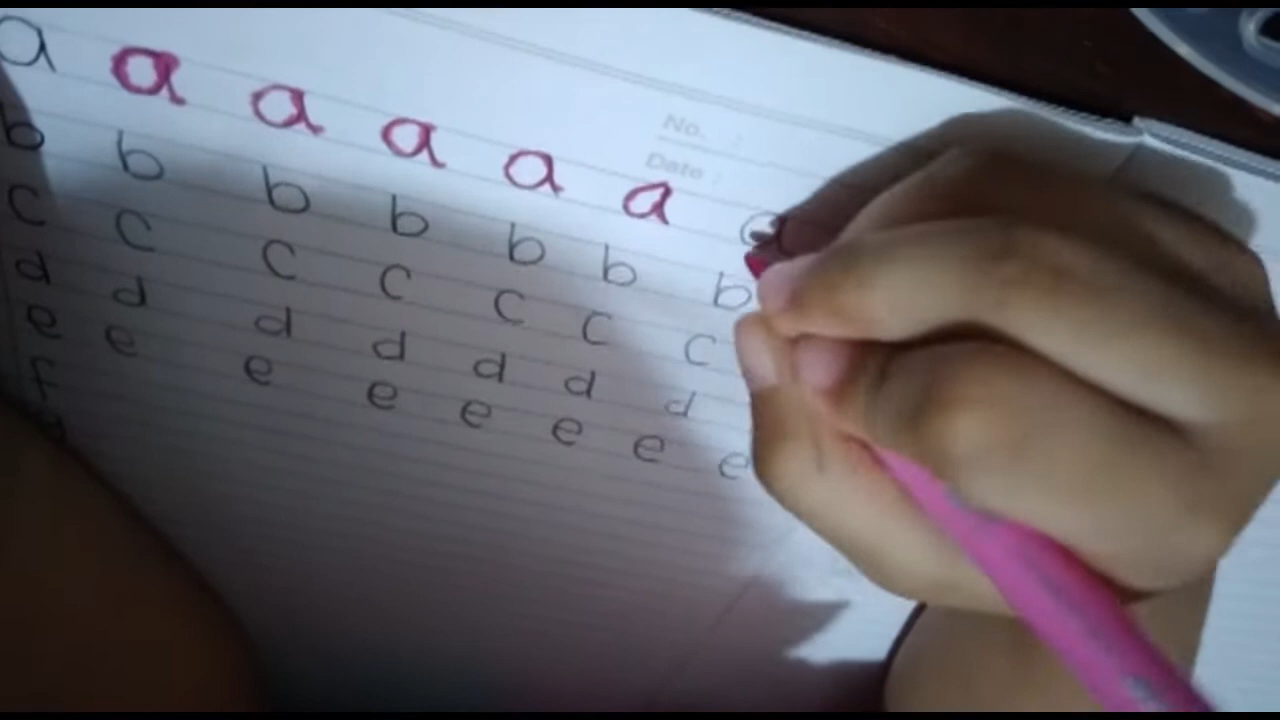 No. :
Date :
a a a a a a
b b b b b b b
c c c c c c c
d d d d d d d
e e e e e e e e
f